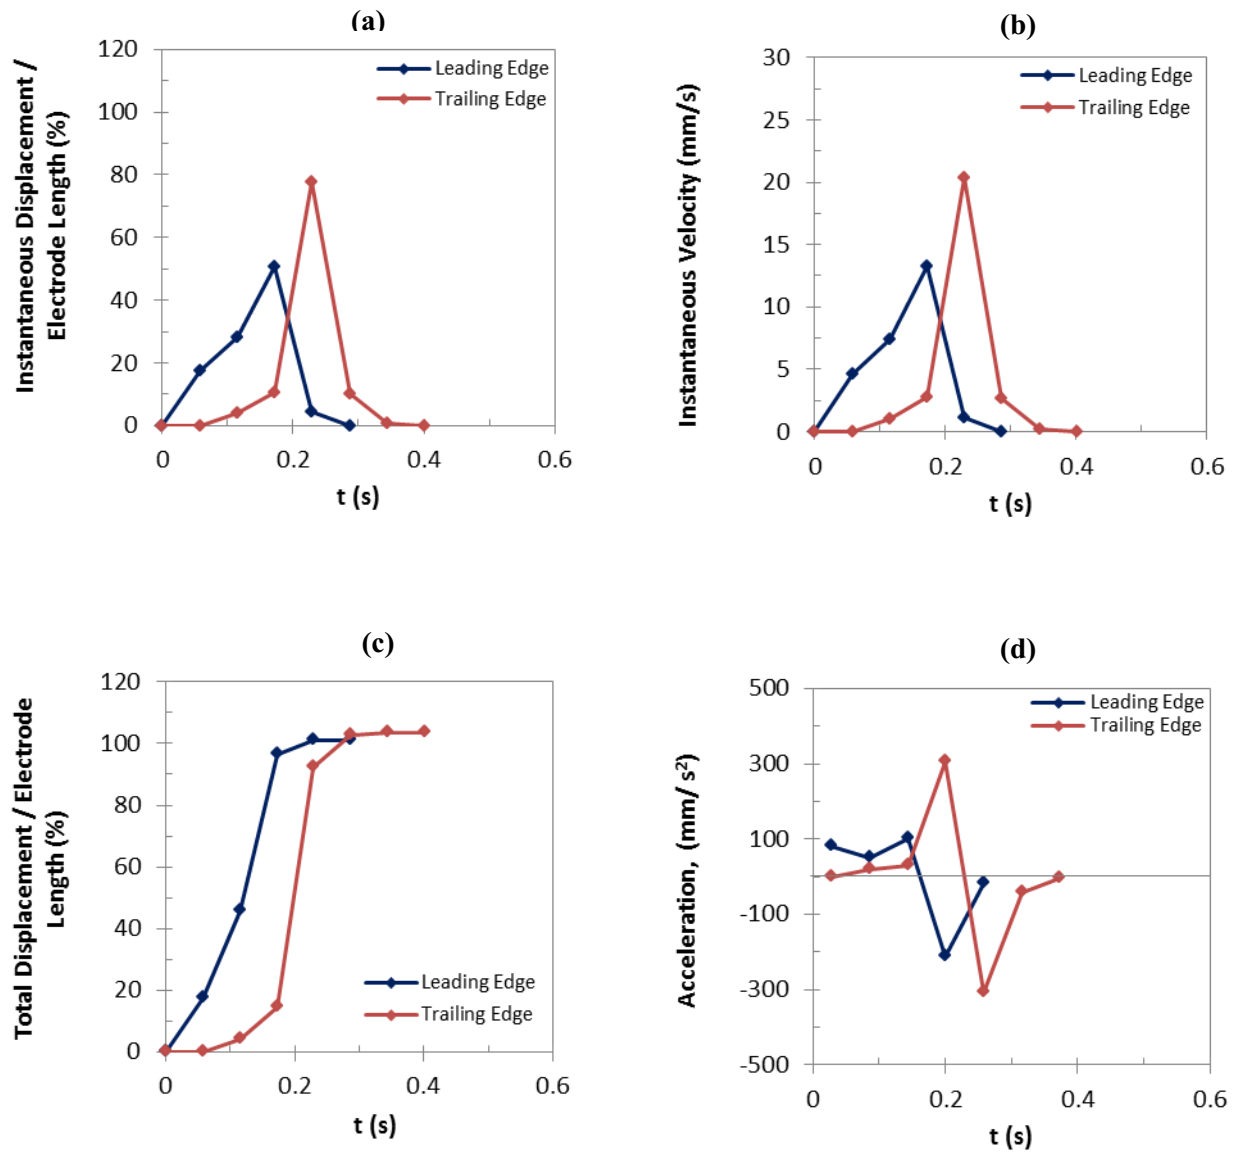 (a)
Instantaneous Displacement /
Electrode Length (%)
120
100
80
60
40
20
0
0
0.2
0.4
0.6
t (s)
Leading Edge
Trailing Edge
(b)
Instantaneous Velocity (mm/s)
30
25
20
15
10
5
0
0
0.2
0.4
0.6
t (s)
Leading Edge
Trailing Edge
(c)
Total Displacement / Electrode
Length (%)
120
100
80
60
40
20
0
0
0.2
0.4
0.6
t (s)
Leading Edge
Trailing Edge
(d)
Acceleration, (mm/ s²)
500
300
100
-100
-300
-500
0
0.2
0.4
0.6
t (s)
Leading Edge
Trailing Edge